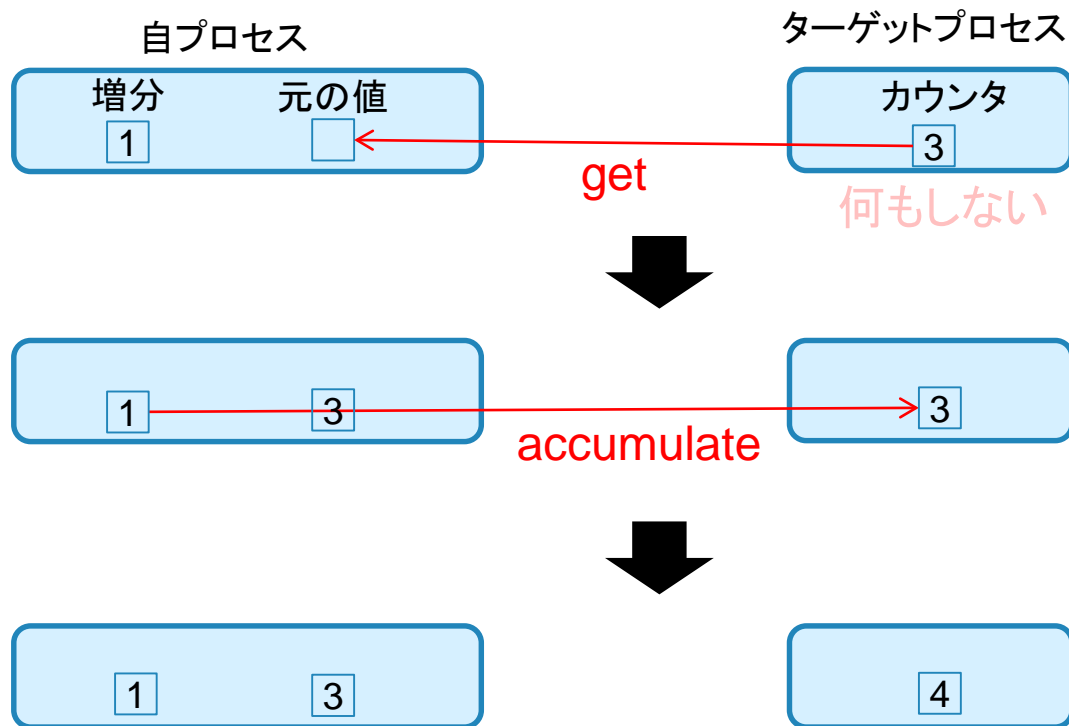 自プロセス
ターゲットプロセス
増分
元の値
カウンタ
1
3
get
何もしない
1
3
3
accumulate
1
3
4